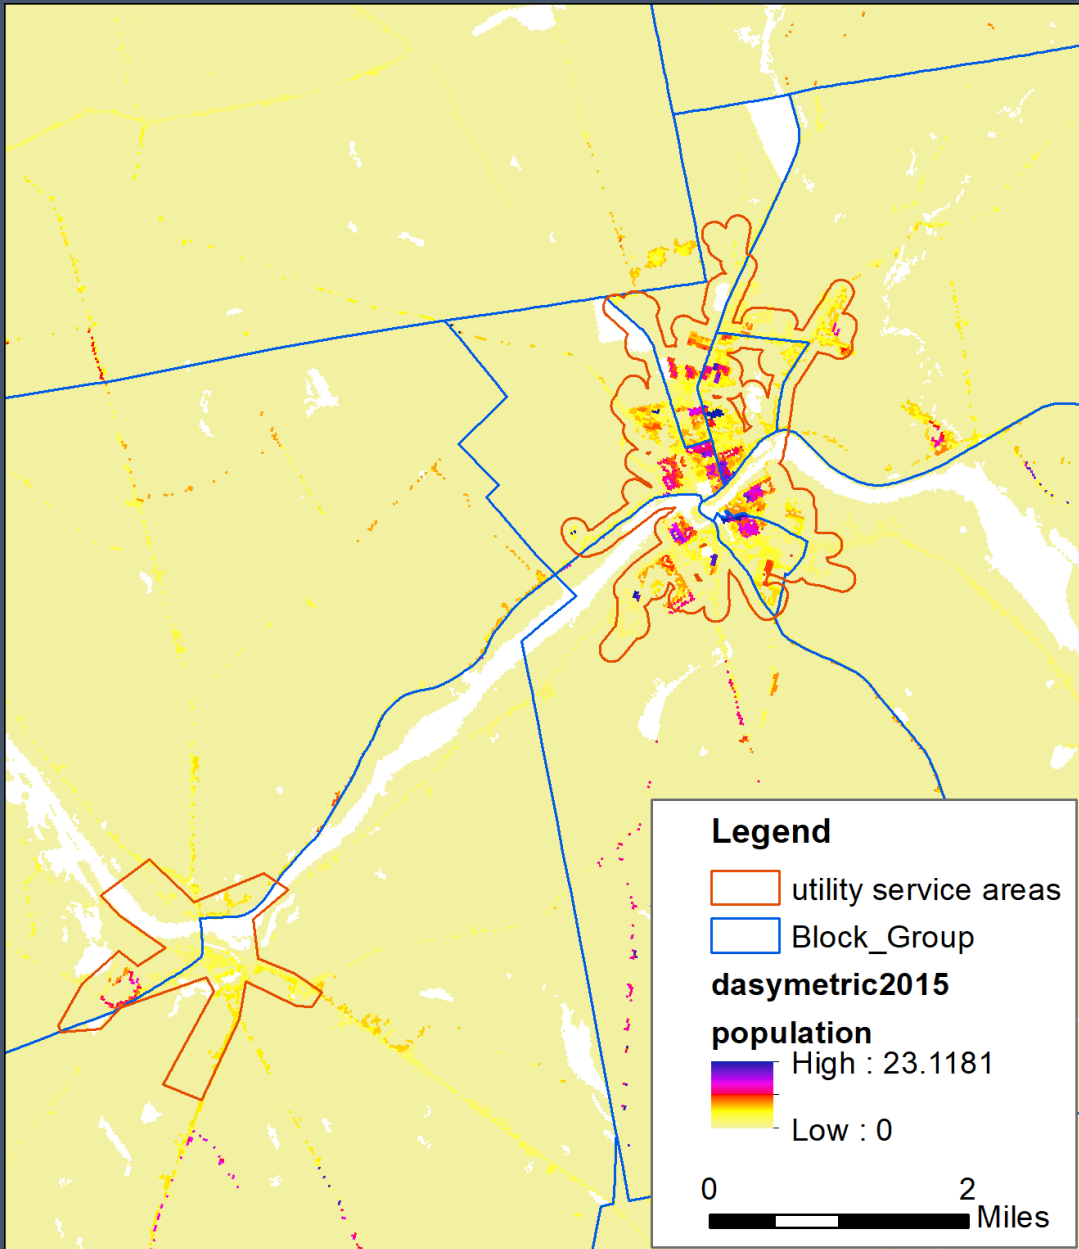 Legend
utility service areas
Block_Group
dasymetric2015
population
High : 23.1181
Low : 0
0 2
Miles